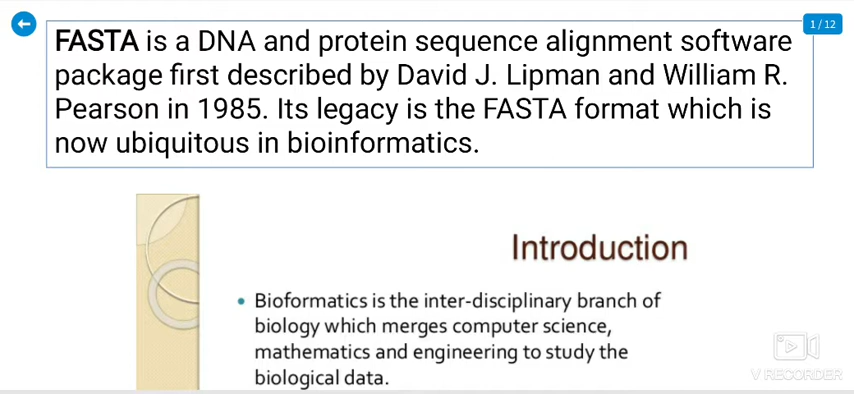 1 / 12
FASTA is a DNA and protein sequence alignment software
package first described by David J. Lipman and William R.
Pearson in 1985. Its legacy is the FASTA format which is
now ubiquitous in bioinformatics.
Introduction
• Bioformatics is the inter-disciplinary branch of
biology which merges computer science,
mathematics and engineering to study the
biological data.
V RECORDER